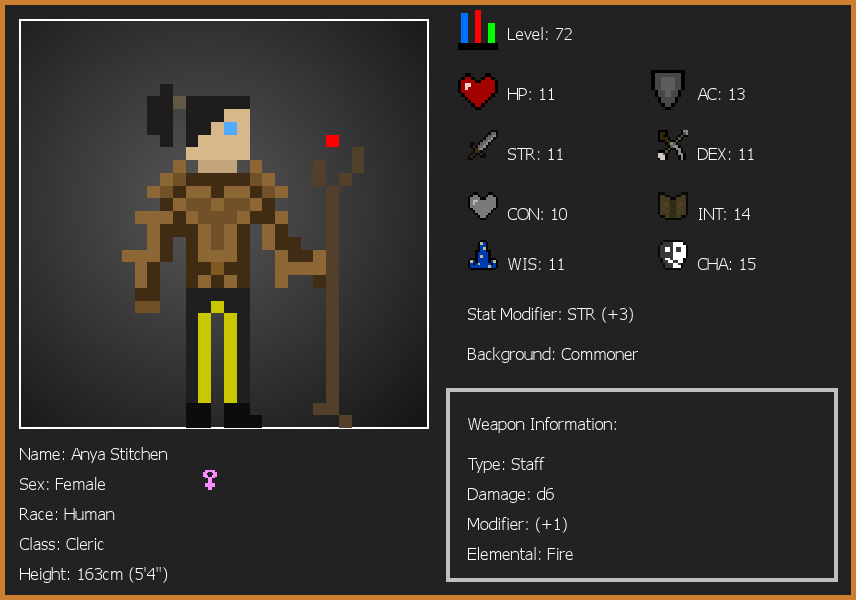 Level: 72
HP: 11
AC: 13
STR: 11
DEX: 11
CON: 10
INT: 14
WIS: 11
CHA: 15
Stat Modifier: STR (+3)
Background: Commoner
Weapon Information:
Type: Staff
Damage: d6
Modifier: (+1)
Elemental: Fire
Name: Anya Stitchen
Sex: Female
Race: Human
Class: Cleric
Height: 163cm (5'4")